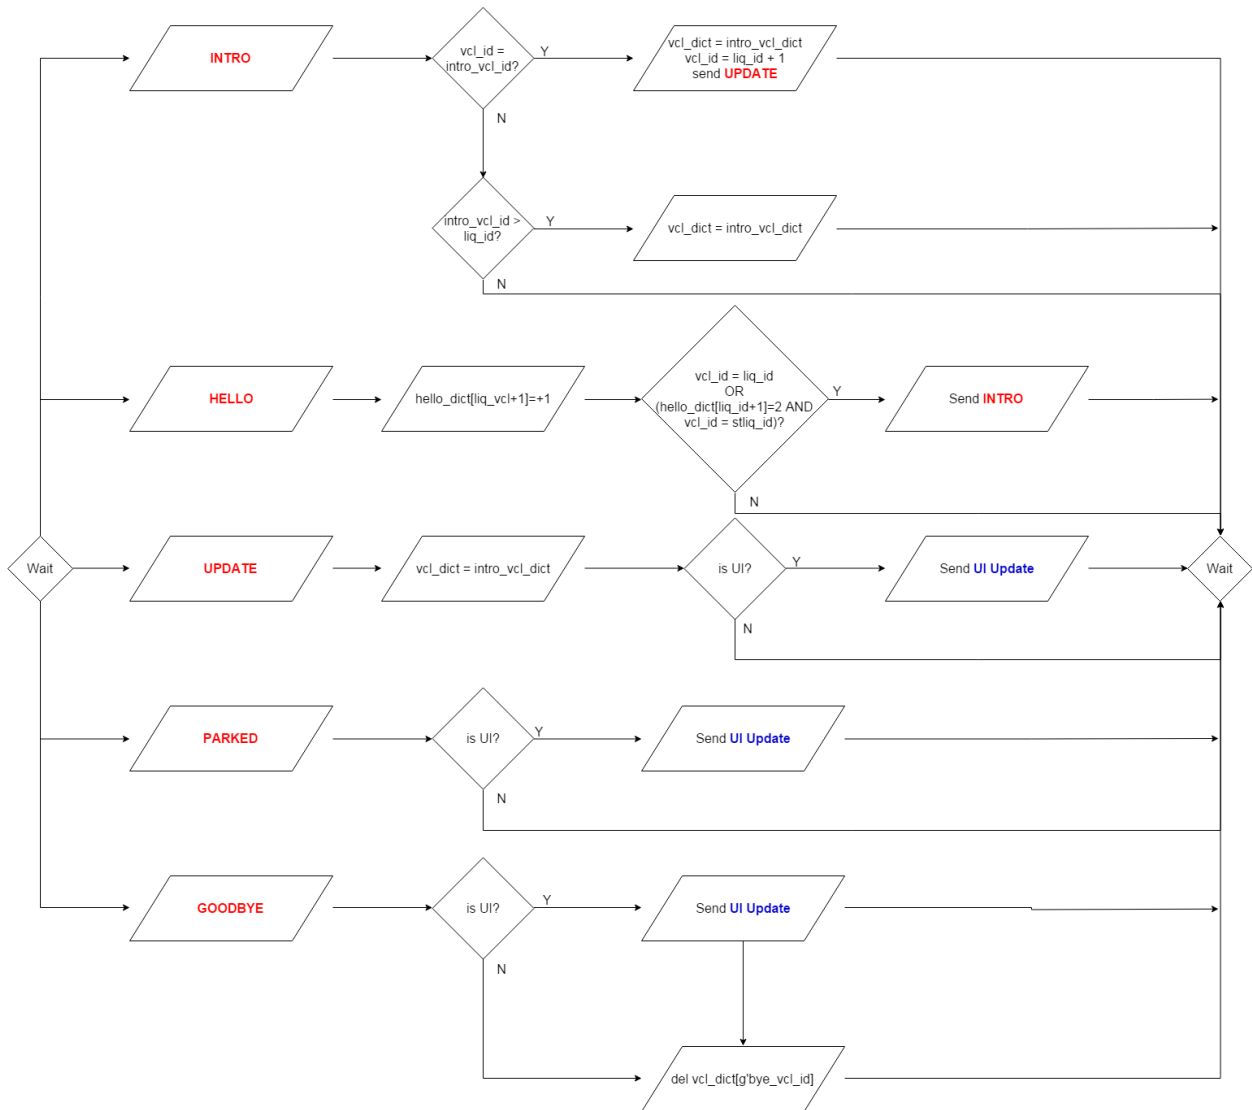 INTRO
vcl_id =
intro_vcl_id?
Y
vcl_dict = intro_vcl_dict
vcl_id = liq_id + 1
send UPDATE
N
intro_vcl_id >
liq_id?
Y
vcl_dict = intro_vcl_dict
N
HELLO
hello_dict[liq_vcl+1]=+1
vcl_id = liq_id
OR
(hello_dict[liq_id+1]=2 AND
vcl_id = stliq_id)?
Y
Send INTRO
N
Wait
UPDATE
vcl_dict = intro_vcl_dict
is UI?
Y
Send UI Update
Wait
N
PARKED
is UI?
Y
Send UI Update
N
GOODBYE
is UI?
Y
Send UI Update
N
del vcl_dict[g'bye_vcl_id]